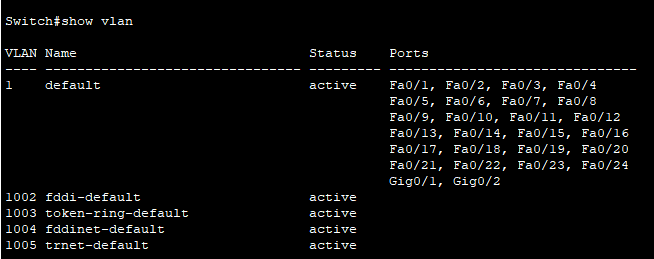 Switch#show vlan
VLAN Name                             Status    Ports
---- -------------------------------- --------- -------------------------------
1    default                          active    Fa0/1, Fa0/2, Fa0/3, Fa0/4
                                                Fa0/5, Fa0/6, Fa0/7, Fa0/8
                                                Fa0/9, Fa0/10, Fa0/11, Fa0/12
                                                Fa0/13, Fa0/14, Fa0/15, Fa0/16
                                                Fa0/17, Fa0/18, Fa0/19, Fa0/20
                                                Fa0/21, Fa0/22, Fa0/23, Fa0/24
                                                Gig0/1, Gig0/2
1002 fddi-default                     active
1003 token-ring-default               active
1004 fddinet-default                  active
1005 trnet-default                    active